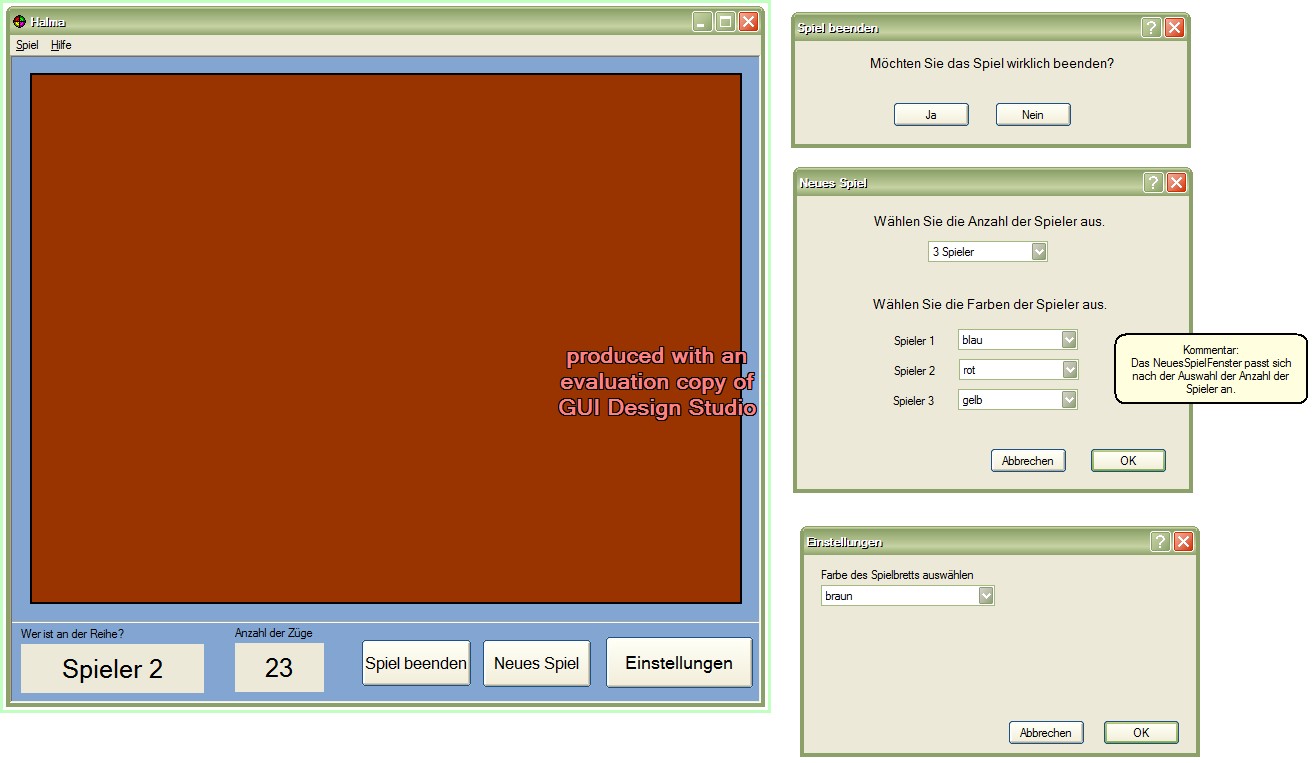 Halma
Spiel Hilfe
produced with an
evaluation copy of
GUI Design Studio
Wer ist an der Reihe?
Spieler 2
Anzahl der Züge
23
Spiel beenden
Neues Spiel
Einstellungen
Spiel beenden
Möchten Sie das Spiel wirklich beenden?
Ja
Nein
Neues Spiel
Wählen Sie die Anzahl der Spieler aus.
3 Spieler
Wählen Sie die Farben der Spieler aus.
Spieler 1 blau
Spieler 2 rot
Spieler 3 gelb
Abbrechen
OK
Kommentar:
Das NeuesSpielFenster passt sich
nach der Auswahl der Anzahl der
Spieler an.
Einstellungen
Farbe des Spielbretts auswählen
braun
Abbrechen
OK